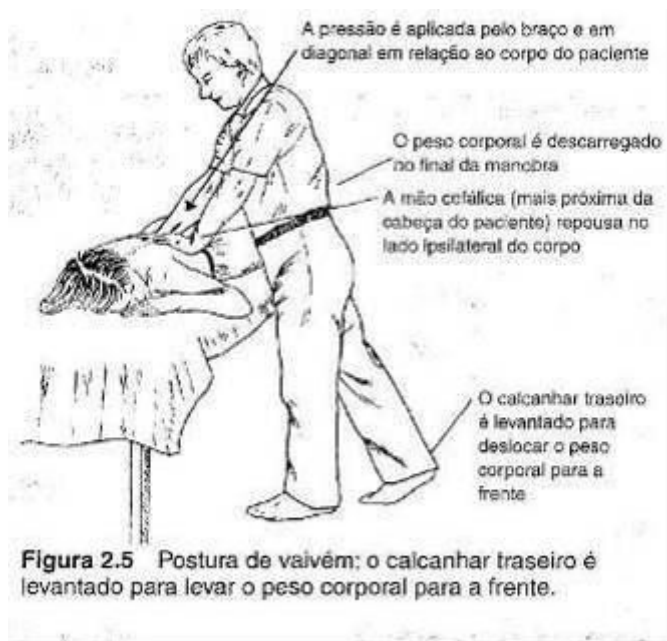 A pressão é aplicada pelo braço e em
diagonal em relação ao corpo do paciente
O peso corporal é descarregado
no final da manobra
A mão cefálica (mais próxima da
cabeça do paciente) repousa no
lado ipsilateral do corpo
O calcanhar traseiro
é levantado para
deslocar o peso
corporal para a
frente
Figura 2.5 Postura de vaivém: o calcanhar traseiro é
levantado para levar o peso corporal para a frente.